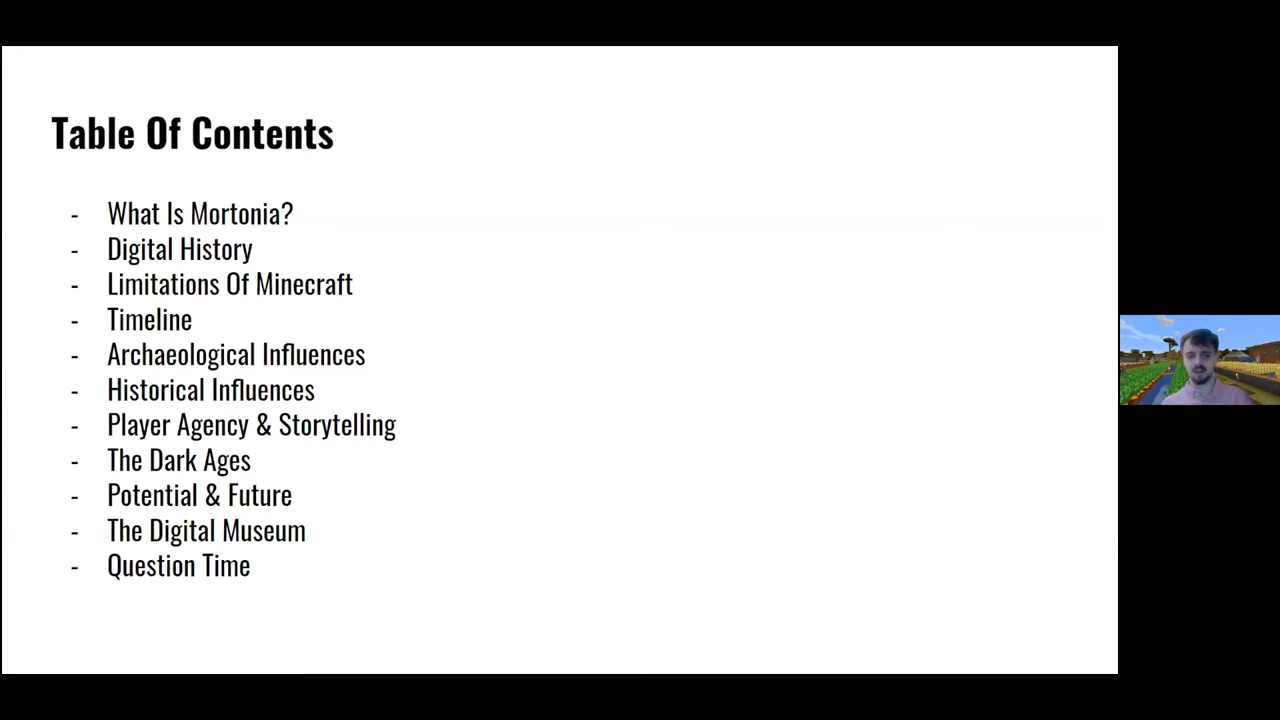 Table Of Contents
- What Is Mortonia?
- Digital History
- Limitations Of Minecraft
- Timeline
- Archaeological Influences
- Historical Influences
- Player Agency & Storytelling
- The Dark Ages
- Potential & Future
- The Digital Museum
- Question Time